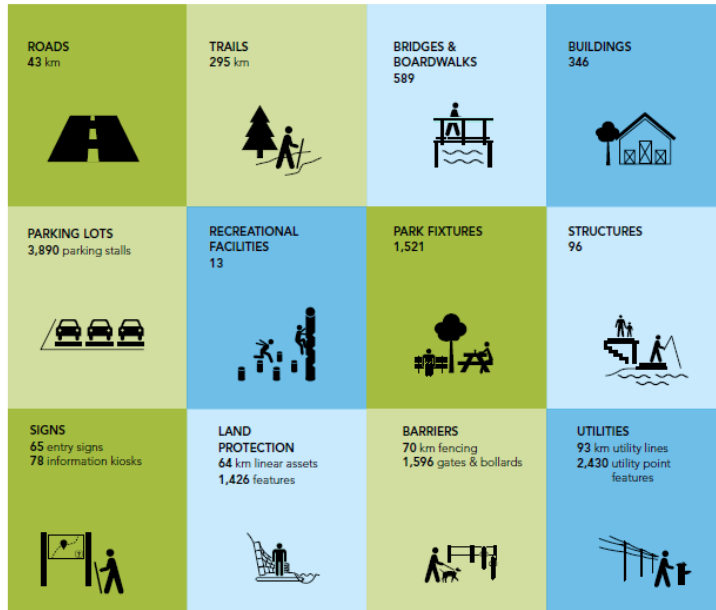 ROADS
43 km
TRAILS
295 km
BRIDGES &
BOARDWALKS
589
BUILDINGS
346
PARKING LOTS
3,890 parking stalls
RECREATIONAL
FACILITIES
13
PARK FIXTURES
1,521
STRUCTURES
96
SIGNS
65 entry signs
78 information kiosks
LAND
PROTECTION
64 km linear assets
1,426 features
BARRIERS
70 km fencing
1,596 gates & bollards
UTILITIES
93 km utility lines
2,430 utility point
features